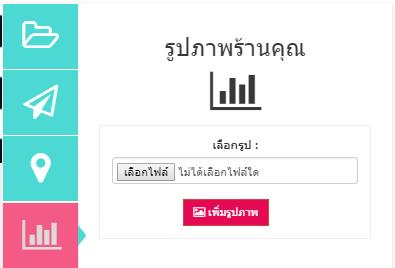 รูปภาพร้านคุณ
เลือกรูป :
เลือกไฟล์ ไม่ได้เลือกไฟล์ใด
เพิ่มรูปภาพ